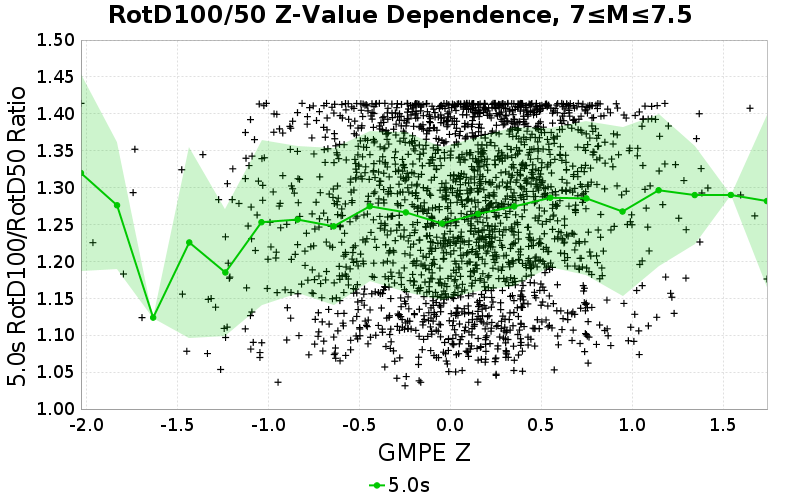 RotD100/50 Z-Value Dependence, 7≤M≤7.5
5.0s RotD100/RotD50 Ratio
1.50
1.45
1.40
1.35
1.30
1.25
1.20
1.15
1.10
1.05
1.00
-2.0 -1.5 -1.0 -0.5 0.0 0.5 1.0 1.5
GMPE Z
5.0s